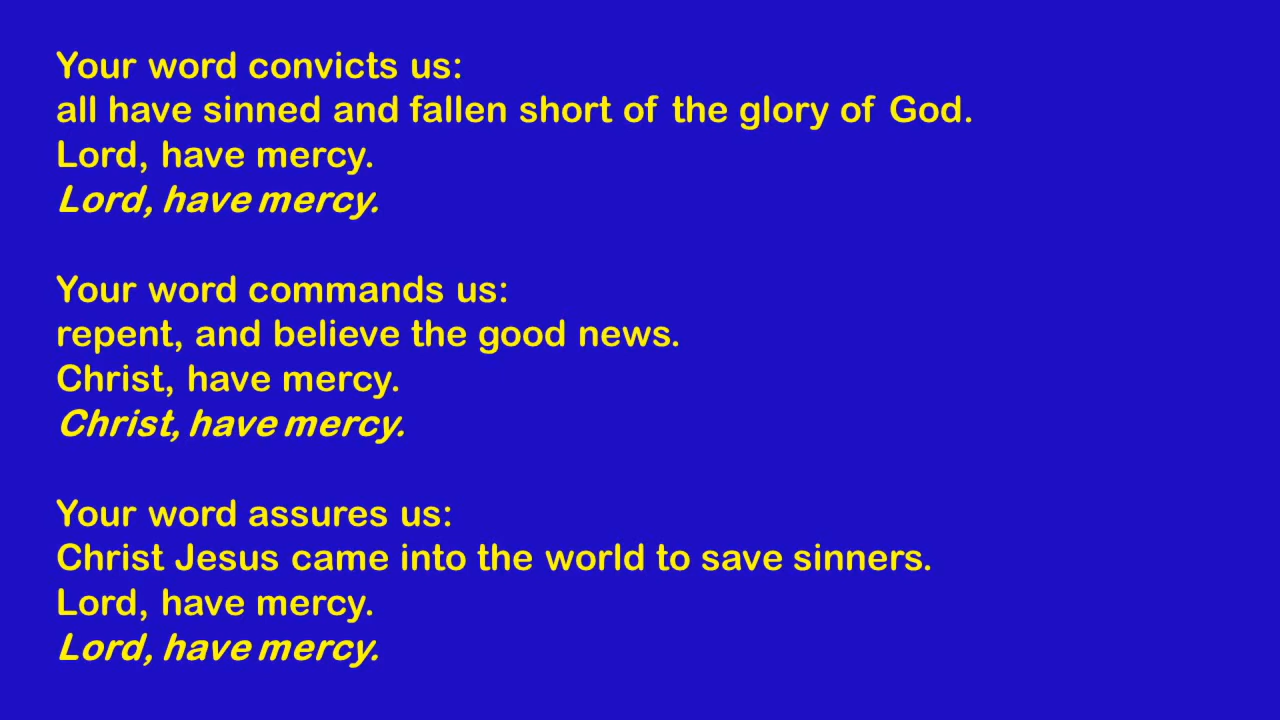 Your word convicts us:
all have sinned and fallen short of the glory of God.
Lord, have mercy.
Lord, have mercy.
Your word commands us:
repent, and believe the good news.
Christ, have mercy.
Christ, have mercy.
Your word assures us:
Christ Jesus came into the world to save sinners.
Lord, have mercy.
Lord, have mercy.